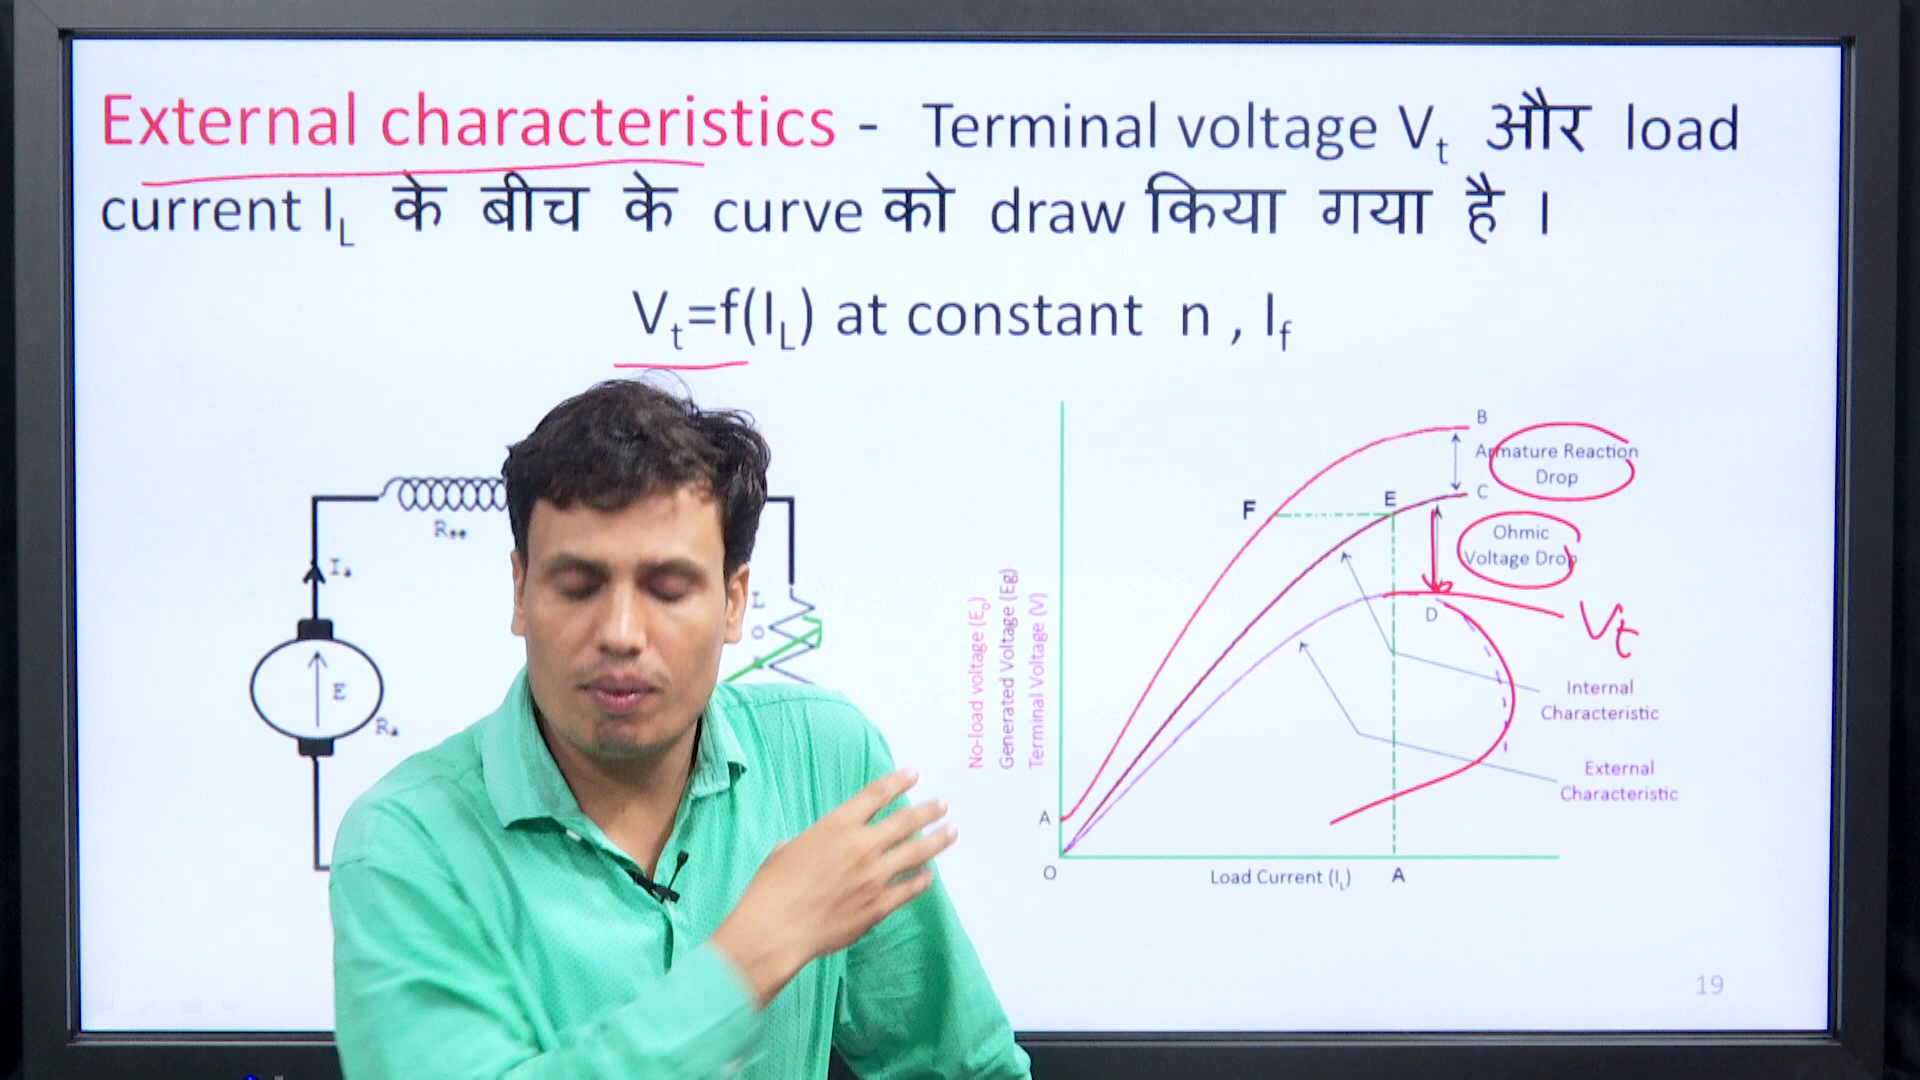 External characteristics - Terminal voltage Vt और load
current IL के बीच के curve को draw किया गया है ।
Vt=f(IL) at constant n , If
Rse
Ia
E
Ra
L
O
No-load voltage (E0)
Generated Voltage (Eg)
Terminal Voltage (V)
B
Armature Reaction
Drop
C
F
E
Ohmic
Voltage Drop
D
Vt
Internal
Characteristic
External
Characteristic
A
O
Load Current (IL)
A
19